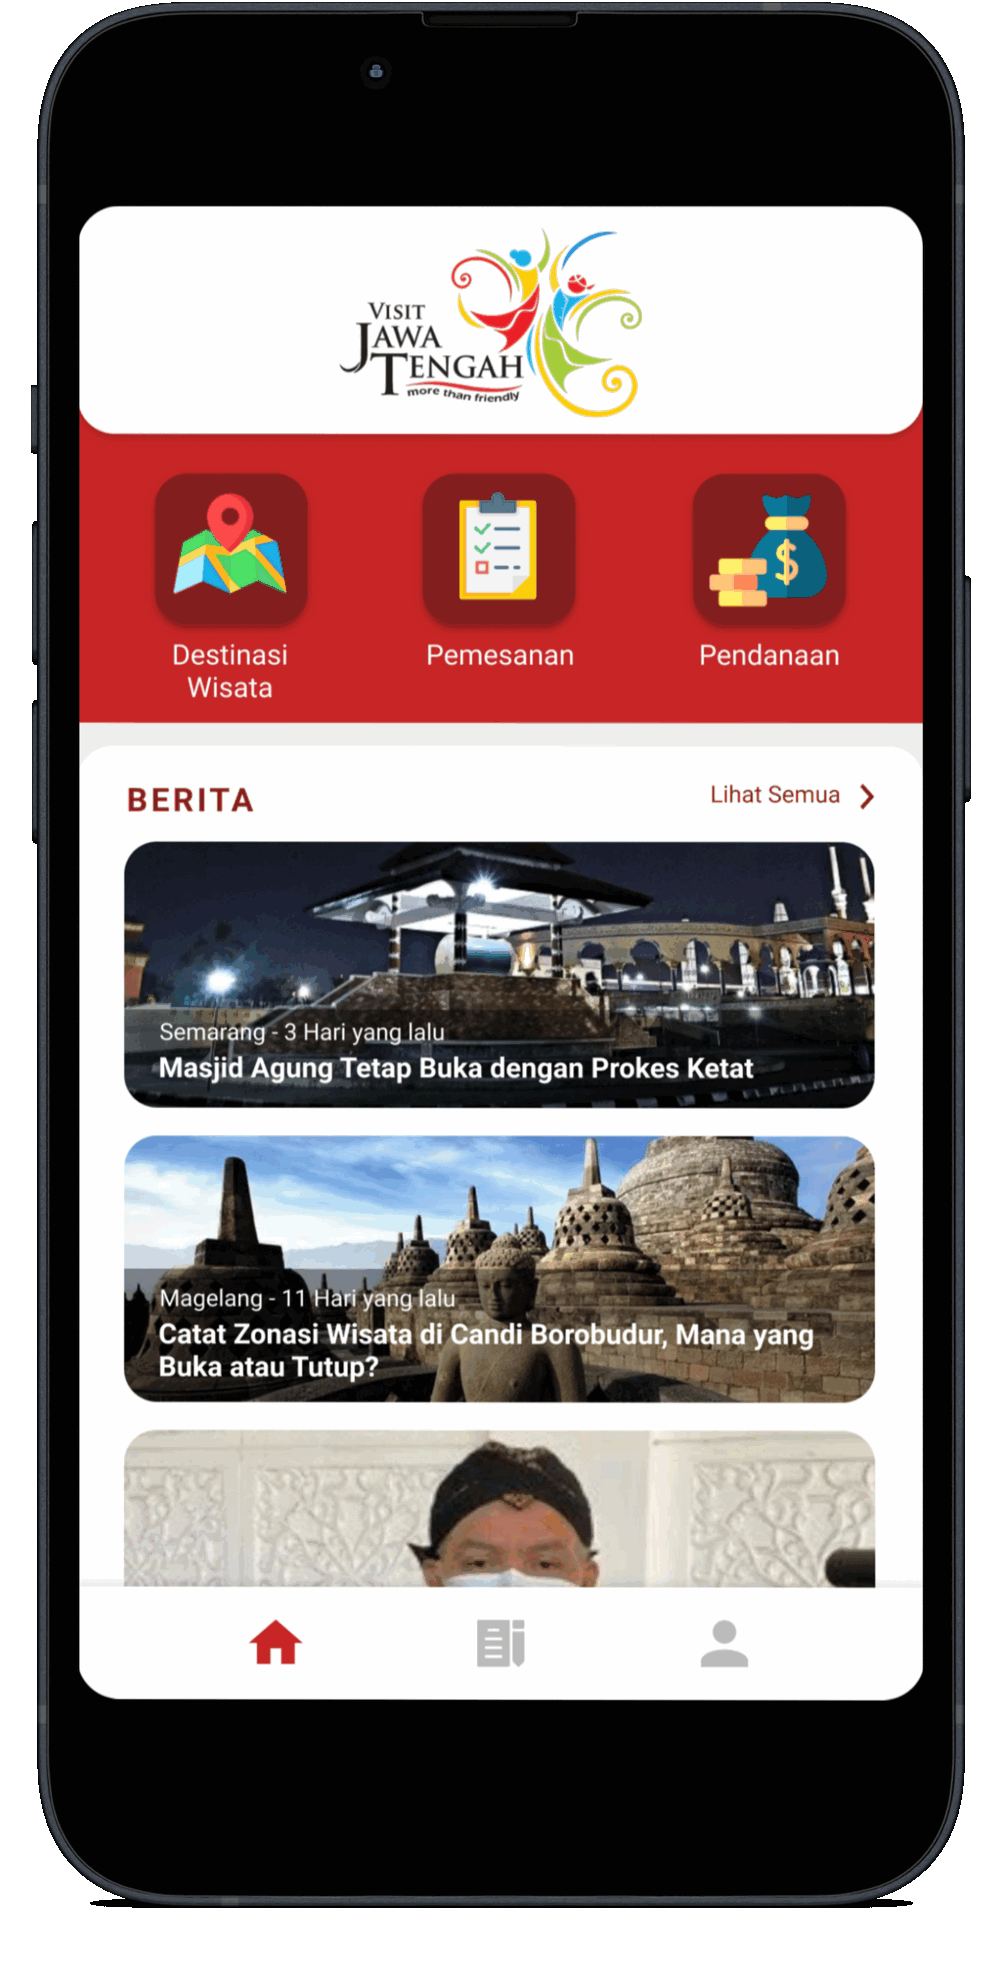 VISIT
JAWA
TENGAH
more than friendly
Destinasi
Wisata
Pemesanan
Pendanaan
BERITA
Lihat Semua
Semarang - 3 Hari yang lalu
Masjid Agung Tetap Buka dengan Prokes Ketat
Magelang - 11 Hari yang lalu
Catat Zonasi Wisata di Candi Borobudur, Mana yang
Buka atau Tutup?